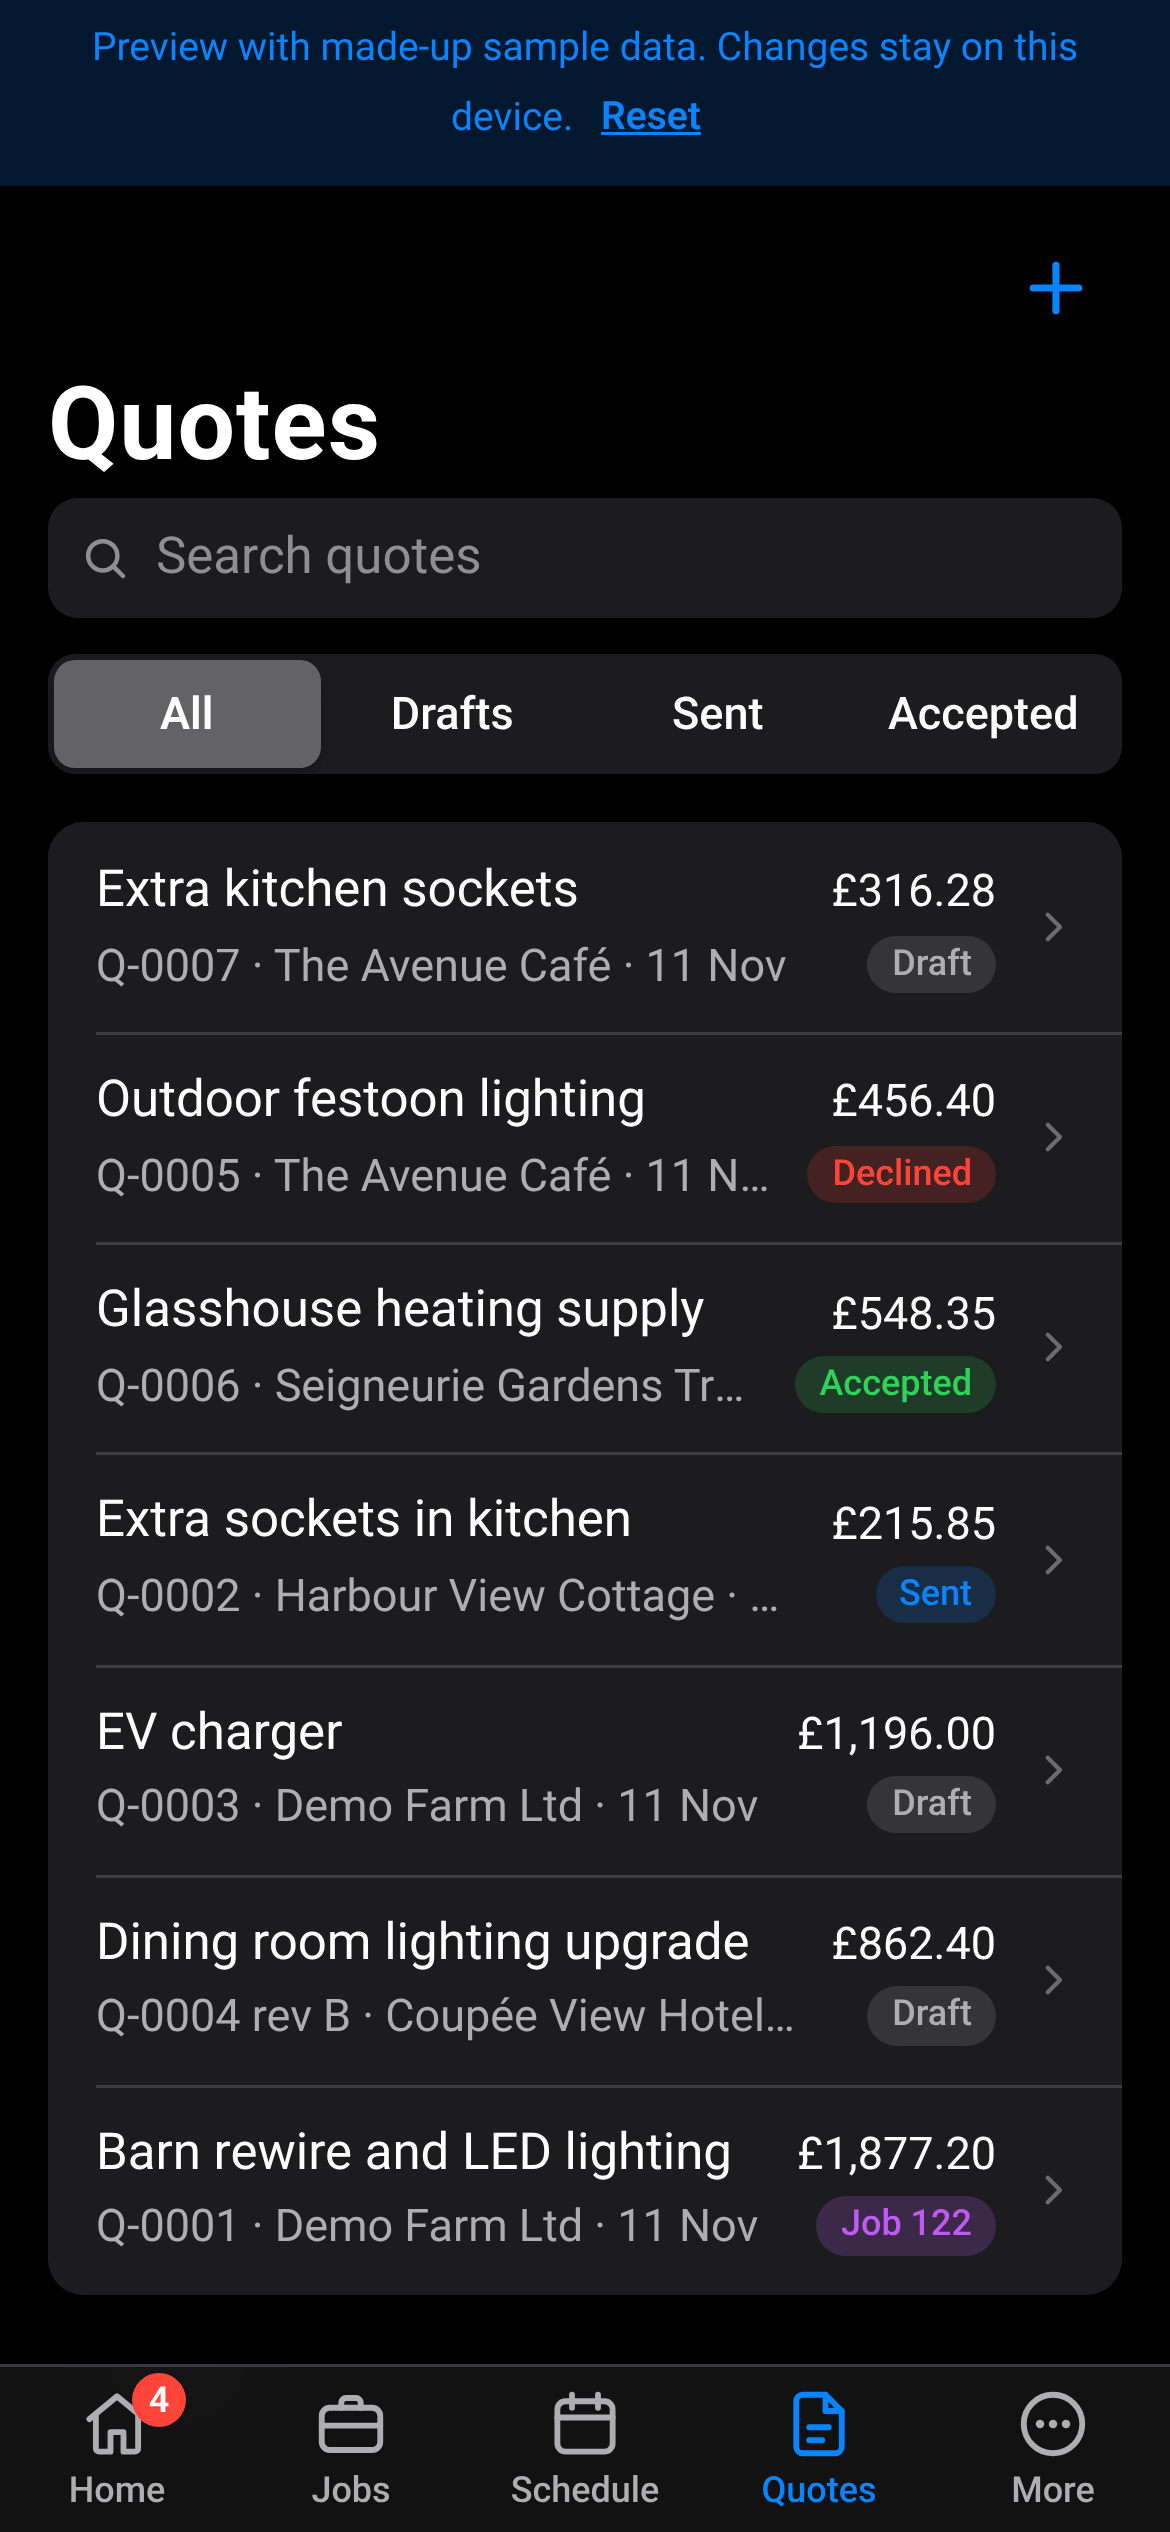 Preview with made-up sample data. Changes stay on this
device. Reset
Quotes
Search quotes
All Drafts Sent Accepted
Extra kitchen sockets £316.28
Q-0007 · The Avenue Café · 11 Nov Draft
Outdoor festoon lighting £456.40
Q-0005 · The Avenue Café · 11 N… Declined
Glasshouse heating supply £548.35
Q-0006 · Seigneurie Gardens Tr… Accepted
Extra sockets in kitchen £215.85
Q-0002 · Harbour View Cottage · … Sent
EV charger £1,196.00
Q-0003 · Demo Farm Ltd · 11 Nov Draft
Dining room lighting upgrade £862.40
Q-0004 rev B · Coupée View Hotel… Draft
Barn rewire and LED lighting £1,877.20
Q-0001 · Demo Farm Ltd · 11 Nov Job 122
4
Home Jobs Schedule Quotes More